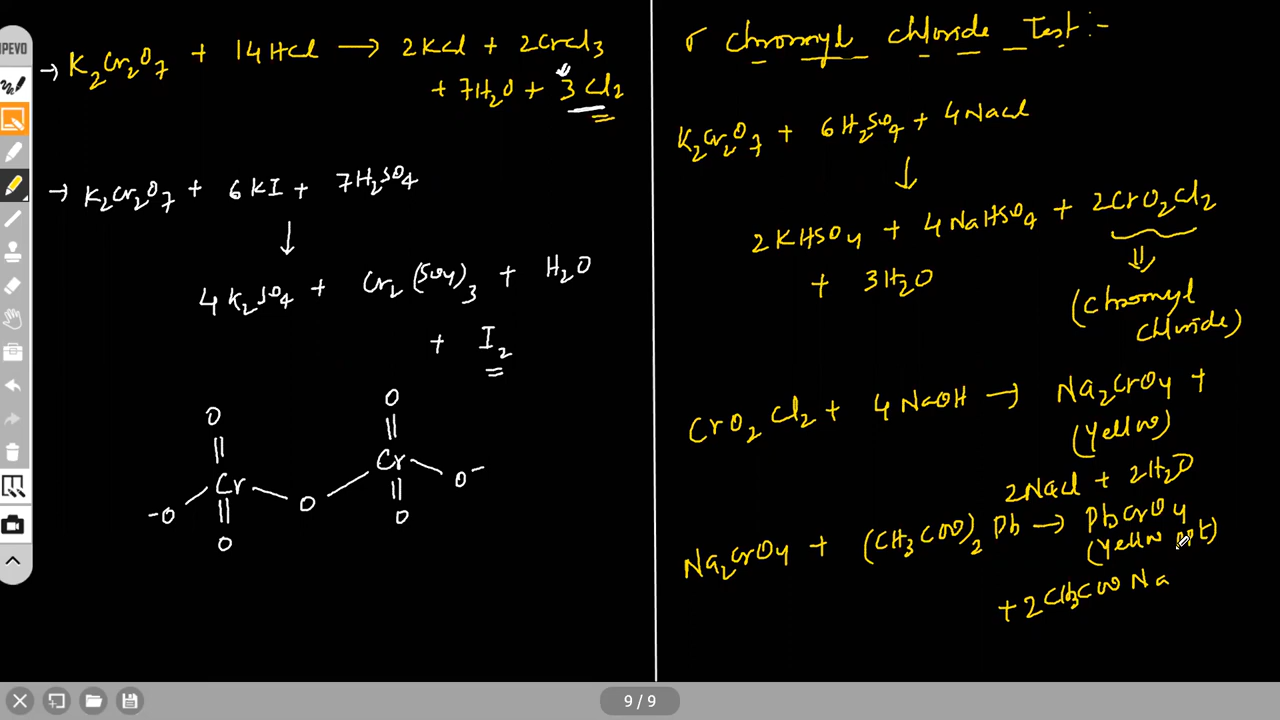 IPEVO
→ K₂Cr₂O₇ + 14HCl → 2KCl + 2CrCl₃
+ 7H₂O + 3Cl₂
→ K₂Cr₂O₇ + 6KI + 7H₂SO₄
↓
4K₂SO₄ + Cr₂(SO₄)₃ + H₂O
+ I₂
O O
Cr Cr
-O O O⁻
O O
Chromyl chloride Test :-
K₂Cr₂O₇ + 6H₂SO₄ + 4NaCl
↓
2KHSO₄ + 4NaHSO₄ + 2CrO₂Cl₂
+ 3H₂O
⇓
(Chromyl
chloride)
CrO₂Cl₂ + 4NaOH → Na₂CrO₄ +
(Yellow)
2NaCl + 2H₂O
Na₂CrO₄ + (CH₃COO)₂Pb → PbCrO₄
(Yellow ppt)
+ 2CH₃COONa
9 / 9